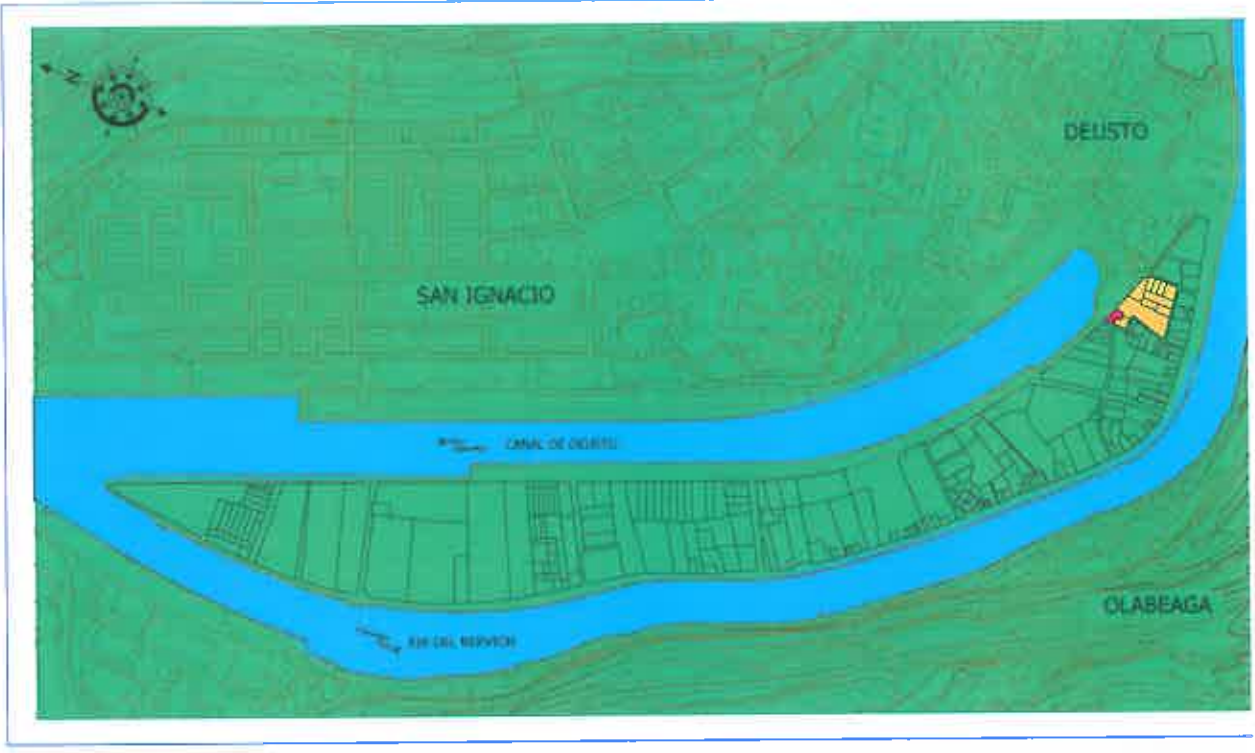 N
DEUSTO
SAN IGNACIO
CANAL DE DEUSTO
OLABEAGA
RIA DEL NERVION